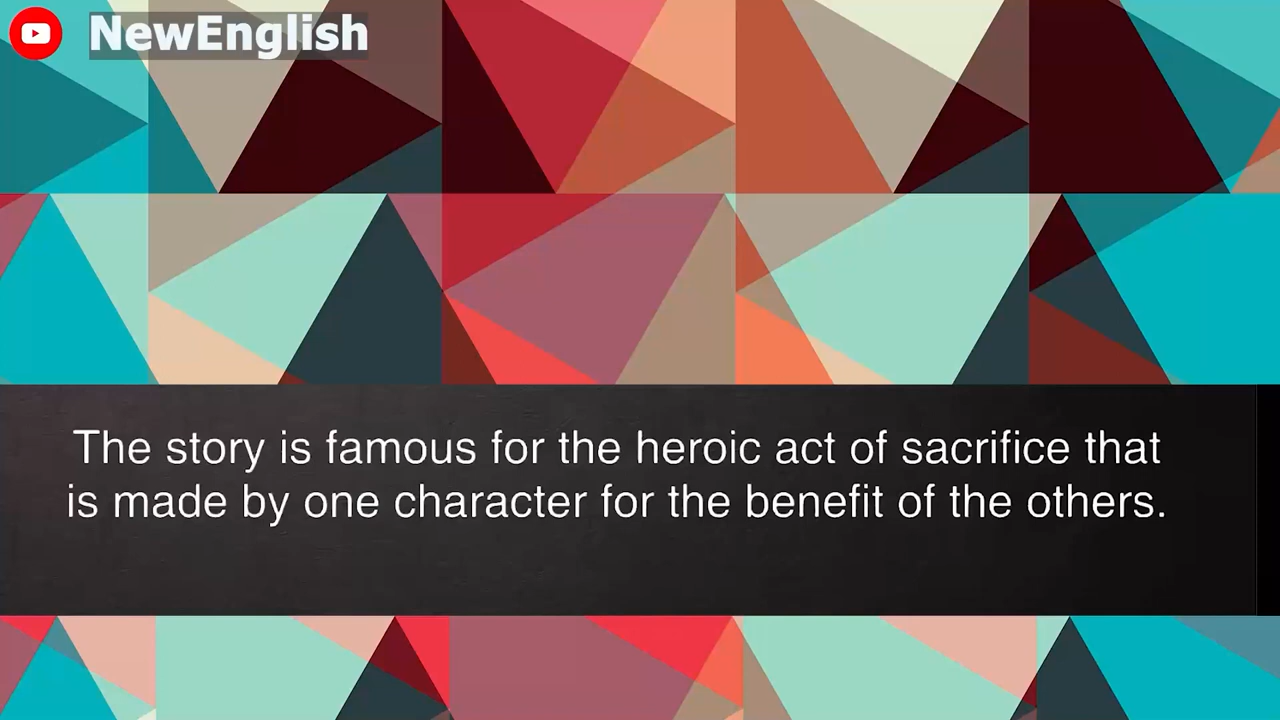 NewEnglish
The story is famous for the heroic act of sacrifice that
is made by one character for the benefit of the others.